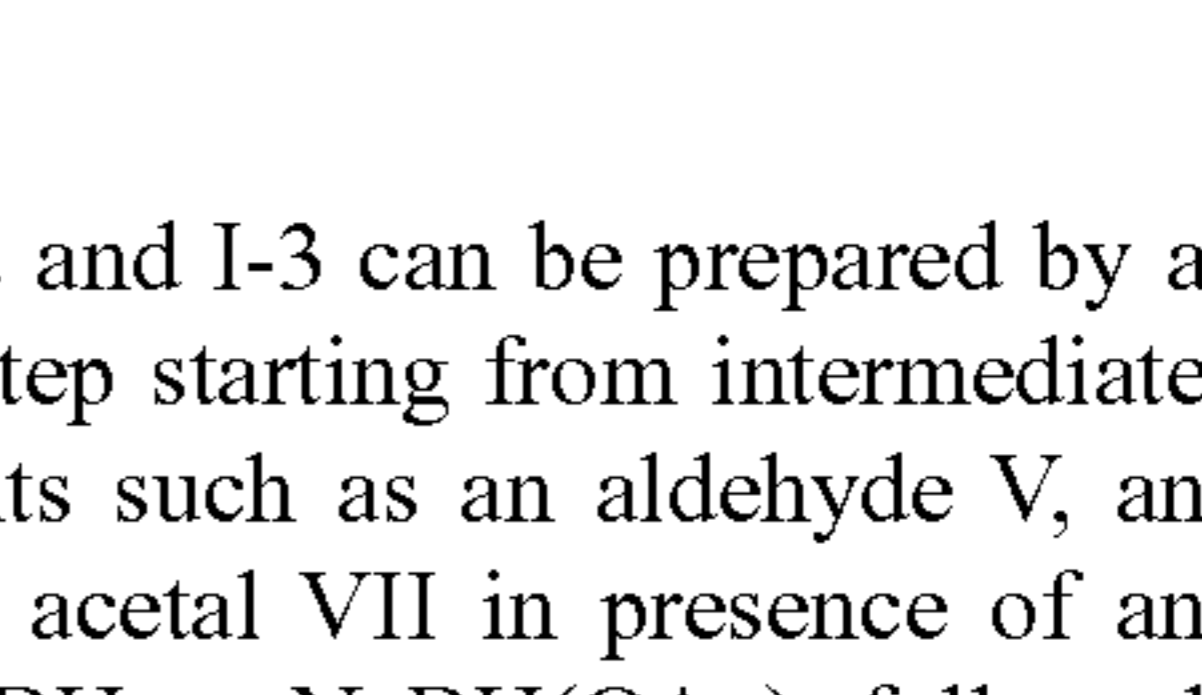 and I-3 can be prepared by a
tep starting from intermediate
ts such as an aldehyde V, an
acetal VII in presence of an